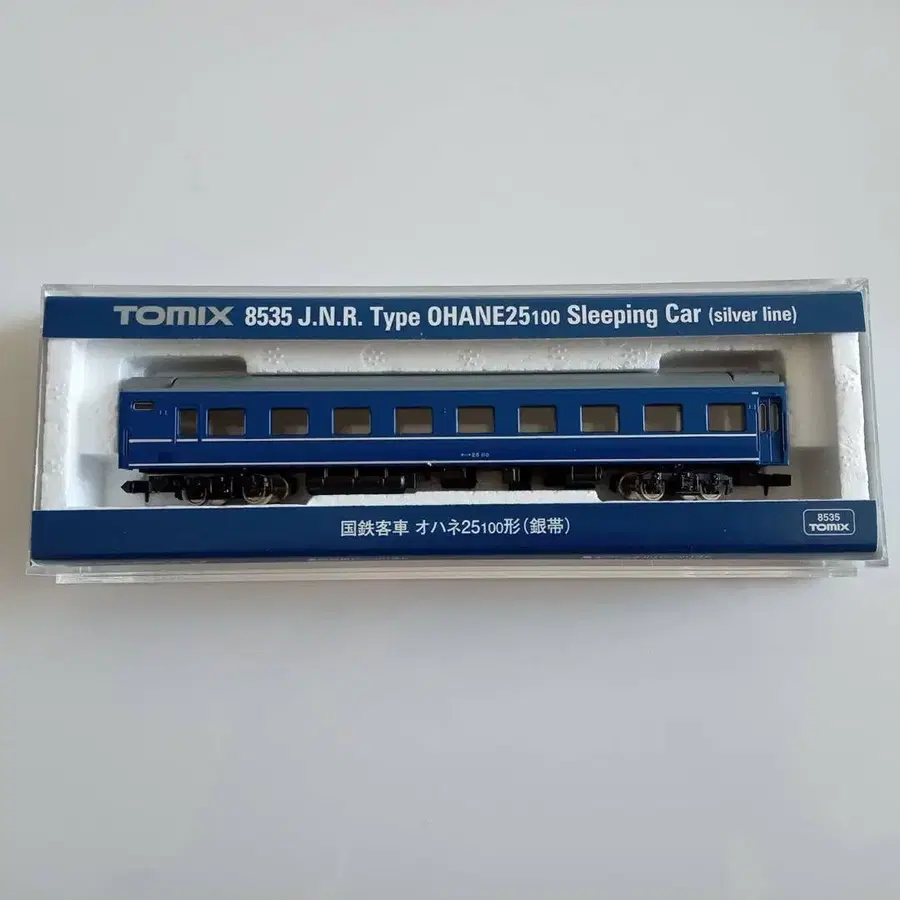 TOMIX 8535 J.N.R. Type OHANE25100 Sleeping Car (silver line)
国鉄客車 オハネ25100形(銀帯)
8535
TOMIX